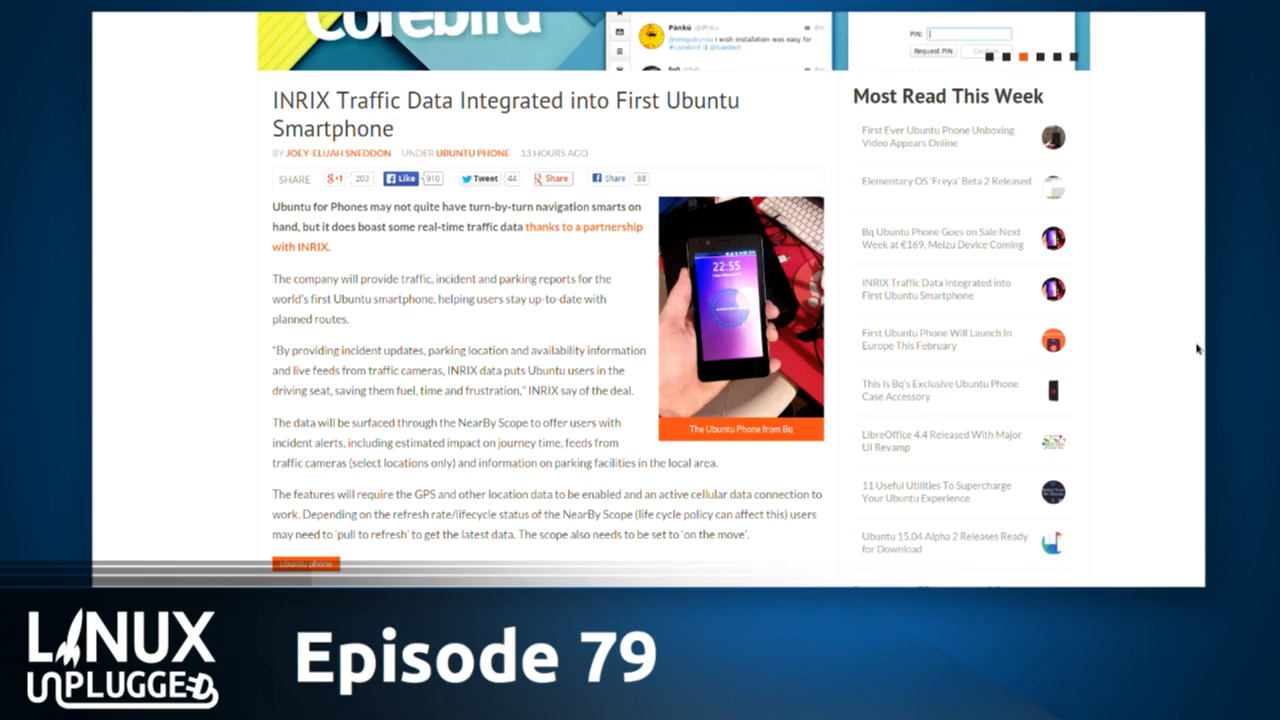 Corebird
Pànkú @Priku 8m
@omgubuntu i wish installation was easy for
#corebird :) @baedert
PIN:
Request PIN
INRIX Traffic Data Integrated into First Ubuntu
Smartphone
BY JOEY-ELIJAH SNEDDON UNDER UBUNTU PHONE 13 HOURS AGO
SHARE +1 203 Like 910 Tweet 44 Share Share 88
Ubuntu for Phones may not quite have turn-by-turn navigation smarts on
hand, but it does boast some real-time traffic data thanks to a partnership
with INRIX.
The company will provide traffic, incident and parking reports for the
world's first Ubuntu smartphone, helping users stay up-to-date with
planned routes.
“By providing incident updates, parking location and availability information
and live feeds from traffic cameras, INRIX data puts Ubuntu users in the
driving seat, saving them fuel, time and frustration,” INRIX say of the deal.
The data will be surfaced through the NearBy Scope to offer users with
incident alerts, including estimated impact on journey time, feeds from
traffic cameras (select locations only) and information on parking facilities in the local area.
The features will require the GPS and other location data to be enabled and an active cellular data connection to
work. Depending on the refresh rate/lifecycle status of the NearBy Scope (life cycle policy can affect this) users
may need to 'pull to refresh' to get the latest data. The scope also needs to be set to 'on the move'.
ubuntu phone
22:55
The Ubuntu Phone from Bq
Most Read This Week
First Ever Ubuntu Phone Unboxing
Video Appears Online
Elementary OS 'Freya' Beta 2 Released
Bq Ubuntu Phone Goes on Sale Next
Week at €169, Meizu Device Coming
INRIX Traffic Data Integrated into
First Ubuntu Smartphone
First Ubuntu Phone Will Launch In
Europe This February
This Is Bq's Exclusive Ubuntu Phone
Case Accessory
LibreOffice 4.4 Released With Major
UI Revamp
11 Useful Utilities To Supercharge
Your Ubuntu Experience
Ubuntu 15.04 Alpha 2 Releases Ready
for Download
LINUX
UNPLUGGED
Episode 79